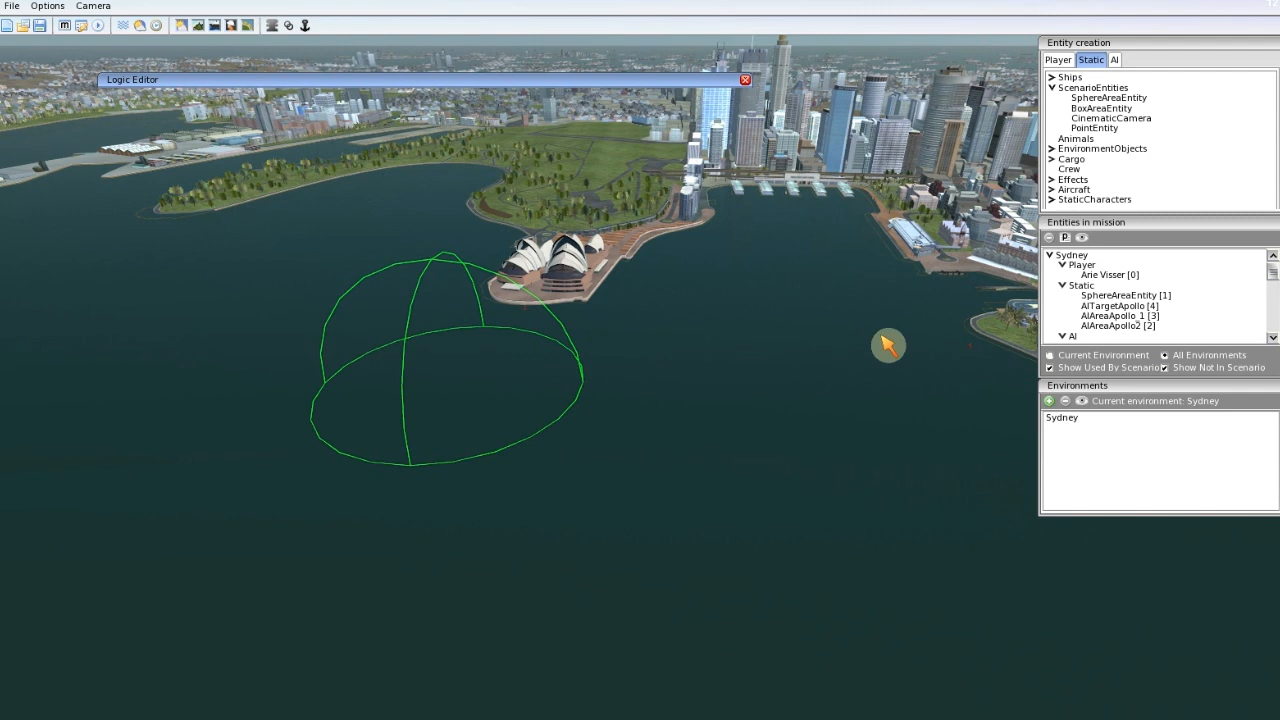 File Options Camera
12
m
Logic Editor
Entity creation
Player Static AI
Ships
ScenarioEntities
SphereAreaEntity
BoxAreaEntity
CinematicCamera
PointEntity
Animals
EnvironmentObjects
Cargo
Crew
Effects
Aircraft
StaticCharacters
Entities in mission
P
Sydney
Player
Arie Visser [0]
Static
SphereAreaEntity [1]
AITargetApollo [4]
AIAreaApollo_1 [3]
AIAreaApollo2 [2]
AI
Current Environment All Environments
Show Used By Scenario Show Not In Scenario
Environments
Current environment: Sydney
Sydney